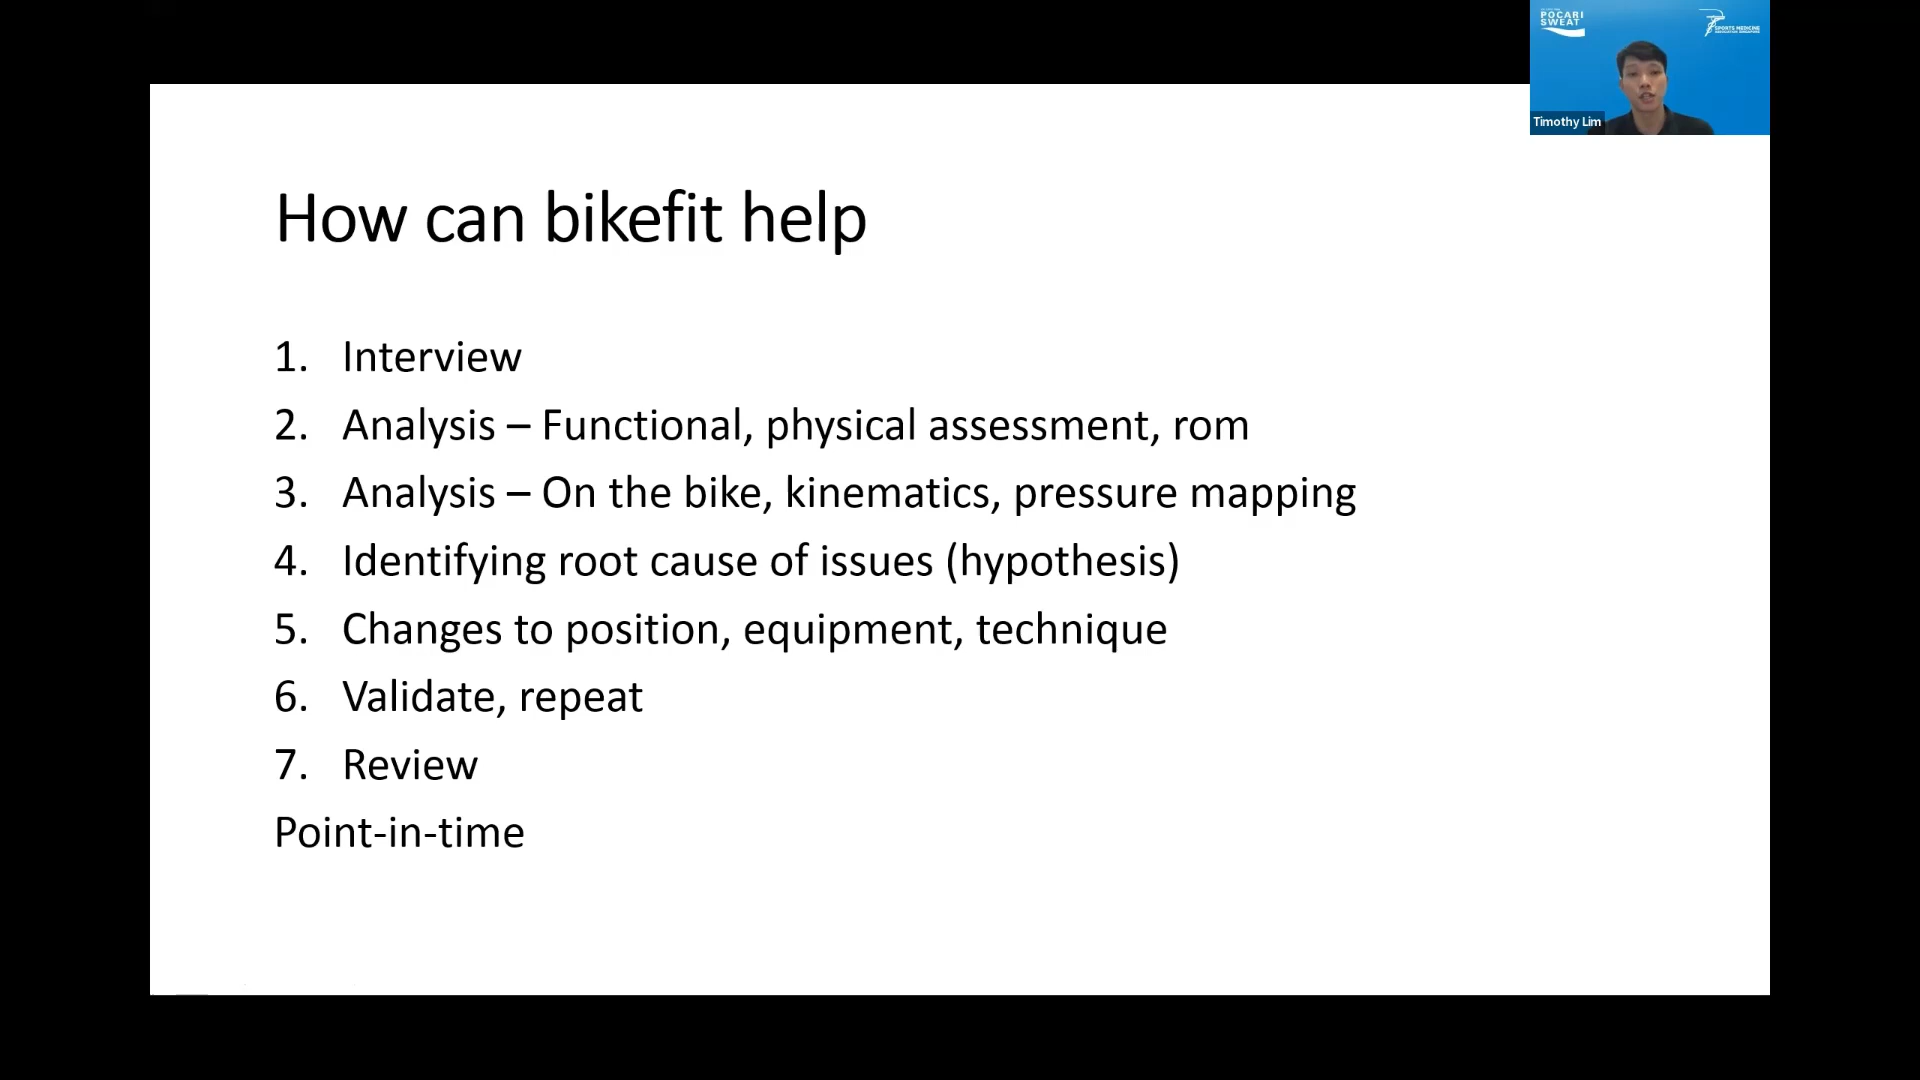 POCARI
SWEAT
SPORTS MEDICINE
Timothy Lim
How can bikefit help
1. Interview
2. Analysis – Functional, physical assessment, rom
3. Analysis – On the bike, kinematics, pressure mapping
4. Identifying root cause of issues (hypothesis)
5. Changes to position, equipment, technique
6. Validate, repeat
7. Review
Point-in-time